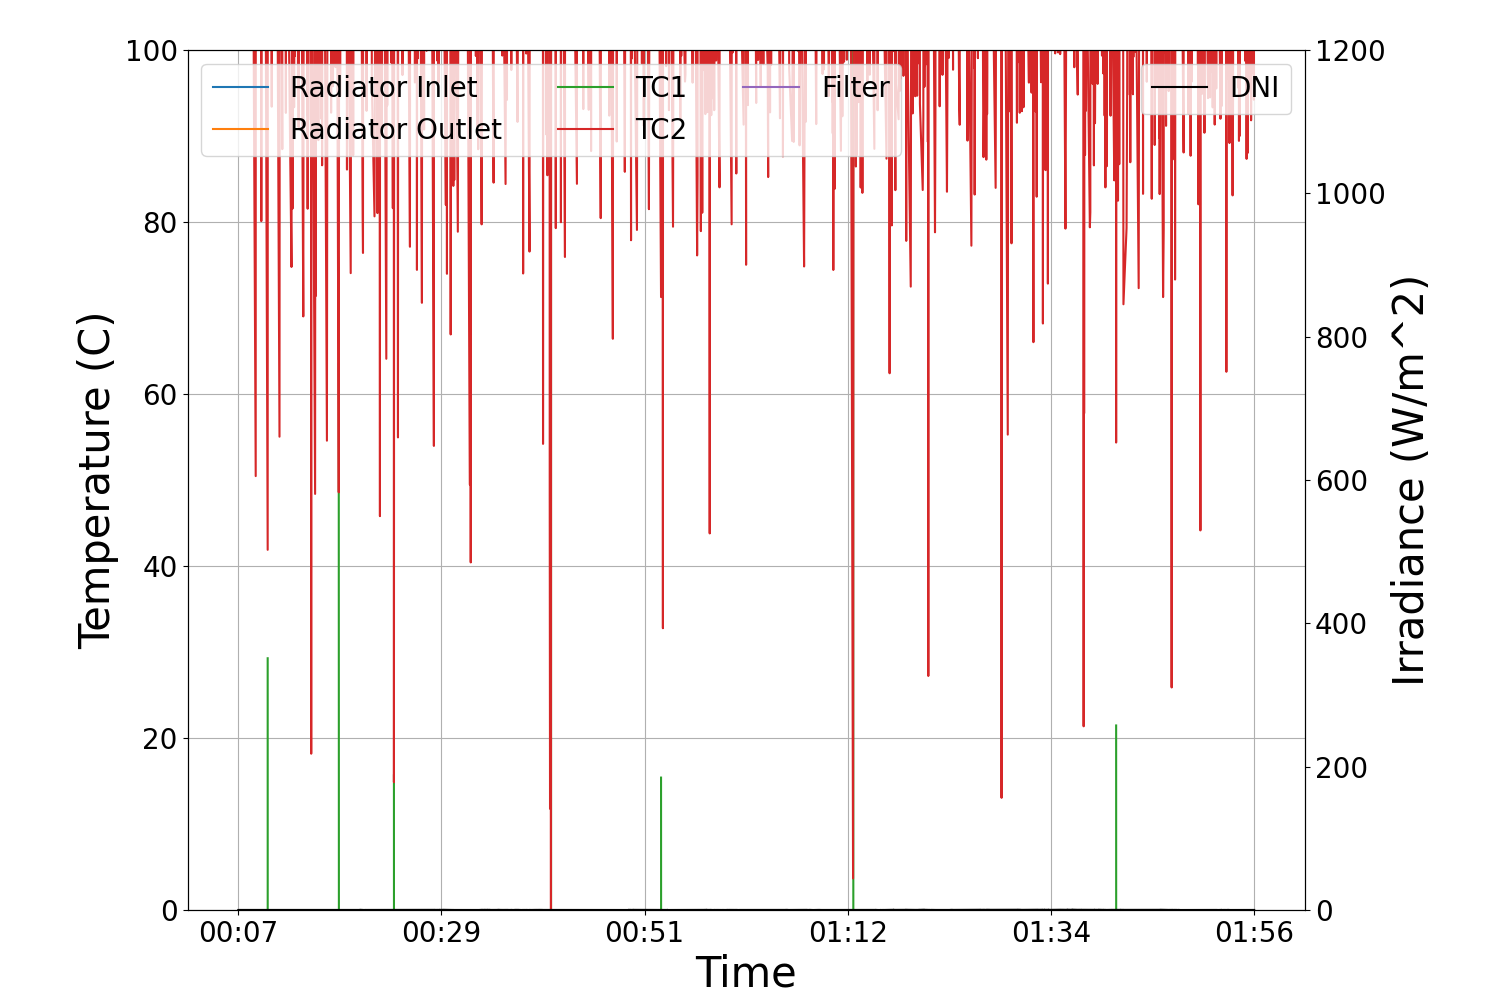 Radiator Inlet
Radiator Outlet
TC1
TC2
Filter
DNI
Temperature (C)
100
80
60
40
20
0
Irradiance (W/m^2)
1200
1000
800
600
400
200
0
00:07 00:29 00:51 01:12 01:34 01:56
Time